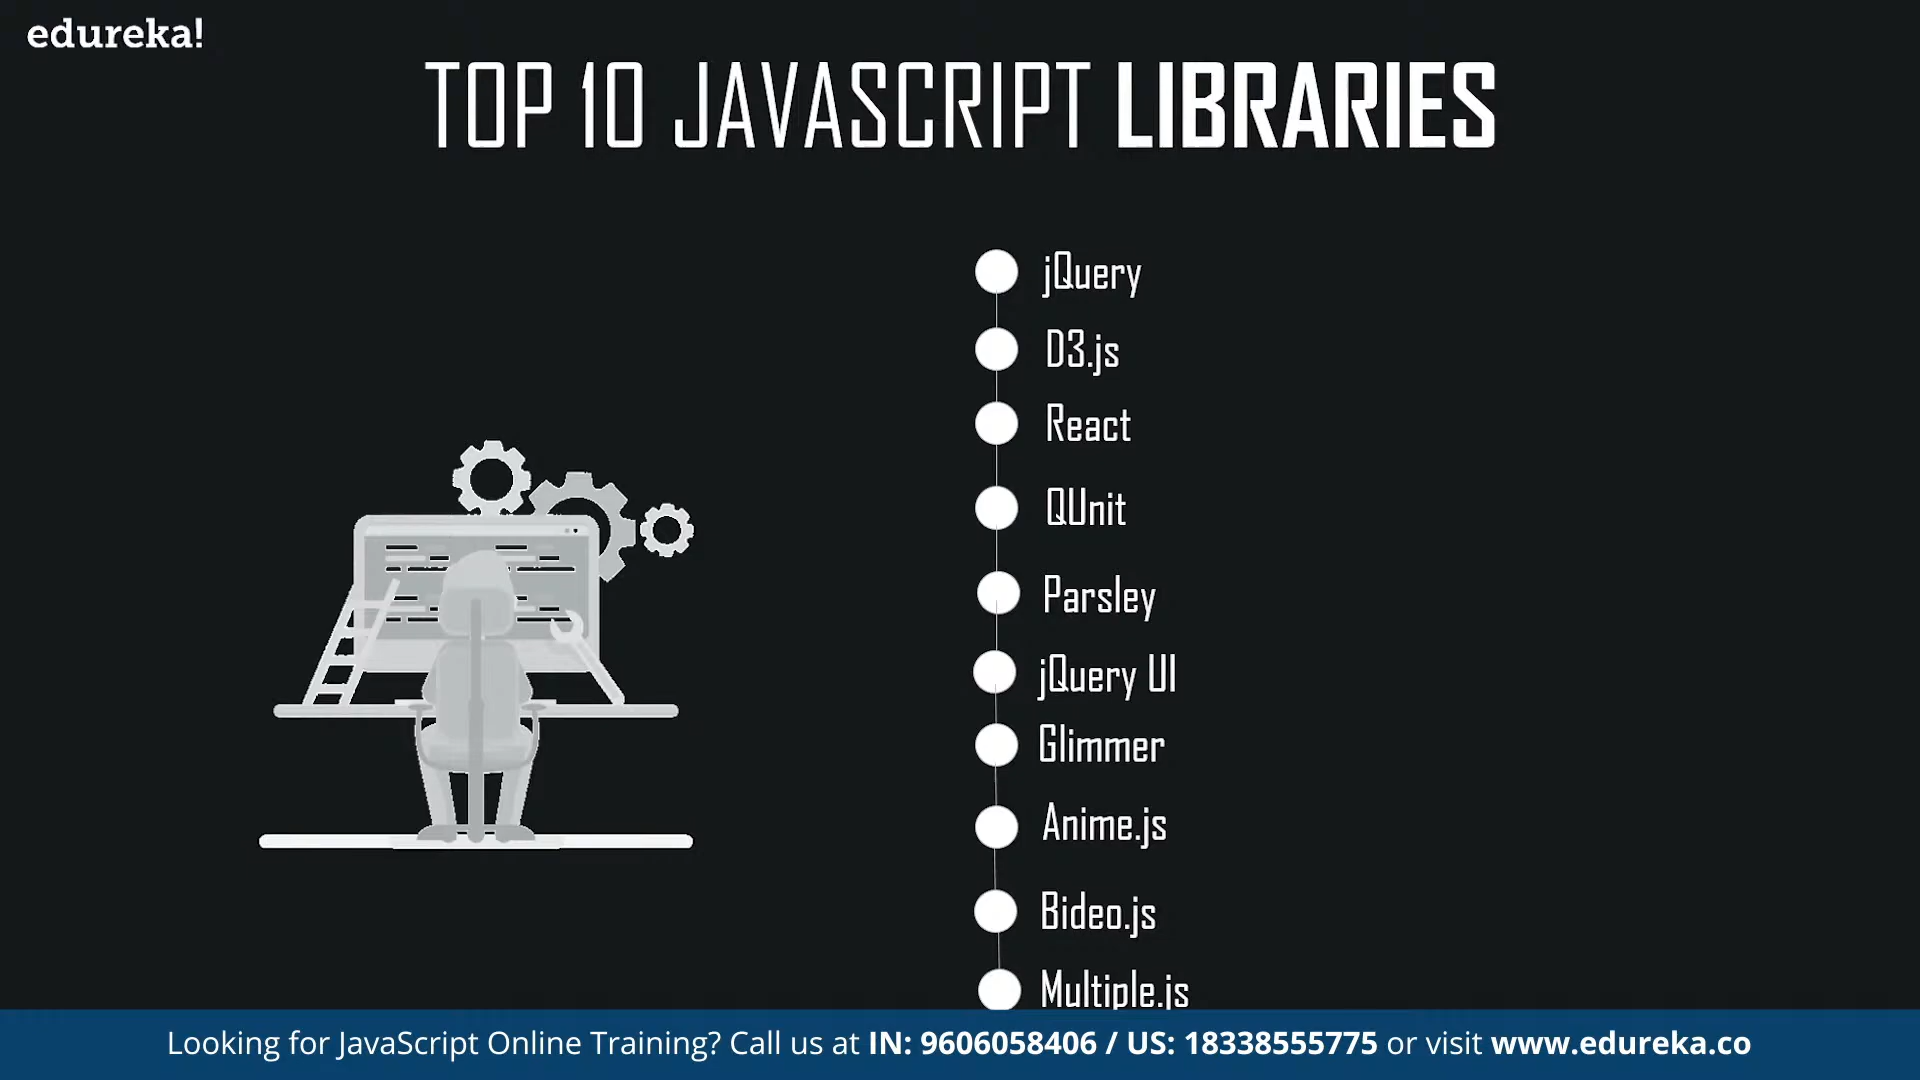 edureka!
TOP 10 JAVASCRIPT LIBRARIES
jQuery
D3.js
React
QUnit
Parsley
jQuery UI
Glimmer
Anime.js
Bideo.js
Multiple.js
Looking for JavaScript Online Training? Call us at IN: 9606058406 / US: 18338555775 or visit www.edureka.co